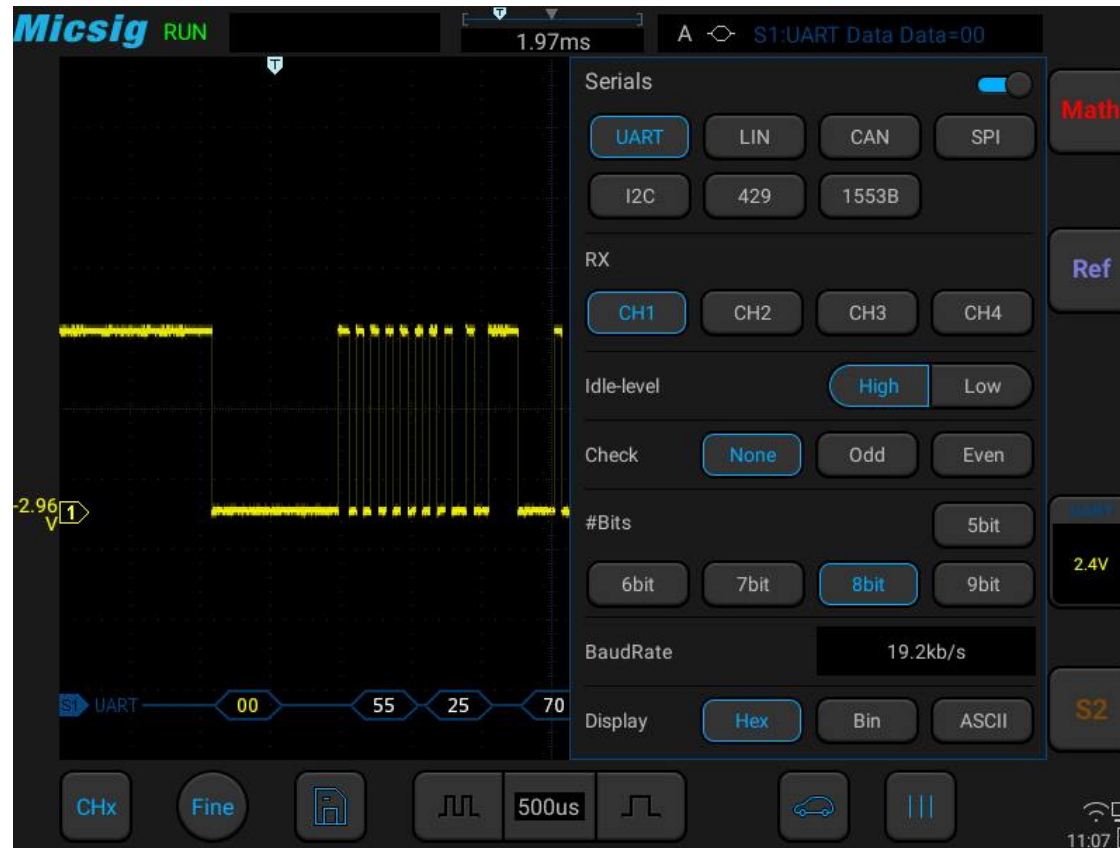 Micsig RUN
T
1.97ms
A S1:UART Data Data=00
T
Serials
UART LIN CAN SPI
I2C 429 1553B
Math
RX
CH1 CH2 CH3 CH4
Ref
Idle-level High Low
Check None Odd Even
-2.96
V 1
#Bits 5bit
6bit 7bit 8bit 9bit
UART
2.4V
BaudRate 19.2kb/s
S1 UART 00 55 25 70
Display Hex Bin ASCII
S2
CHx Fine 500us
11:07